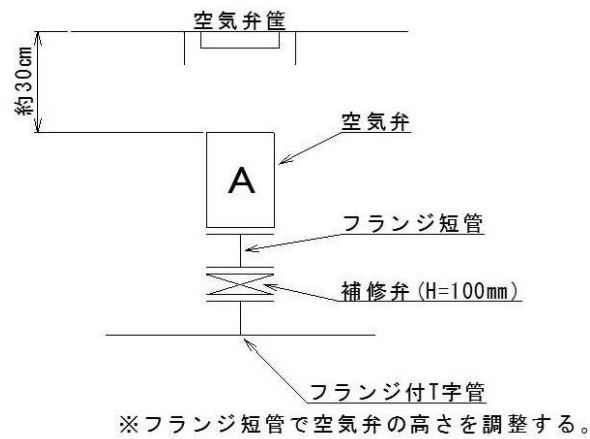 空気弁筐
約30cm
空気弁
A
フランジ短管
補修弁(H=100mm)
フランジ付T字管
※フランジ短管で空気弁の高さを調整する。